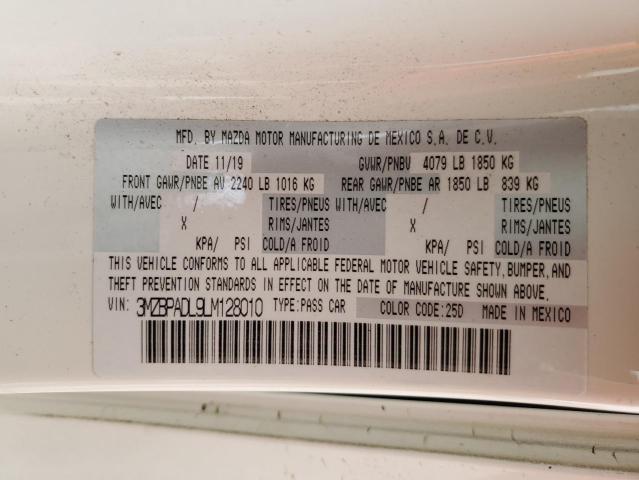 MFD. BY MAZDA MOTOR MANUFACTURING DE MEXICO S.A. DE C.V.
DATE 11/19 GVWR/PNBV 4079 LB 1850 KG
FRONT GAWR/PNBE AV 2240 LB 1016 KG REAR GAWR/PNBE AR 1850 LB 839 KG
WITH/AVEC / TIRES/PNEUS WITH/AVEC / TIRES/PNEUS
X RIMS/JANTES X RIMS/JANTES
KPA/ PSI COLD/A FROID KPA/ PSI COLD/A FROID
THIS VEHICLE CONFORMS TO ALL APPLICABLE FEDERAL MOTOR VEHICLE SAFETY, BUMPER, AND
THEFT PREVENTION STANDARDS IN EFFECT ON THE DATE OF MANUFACTURE SHOWN ABOVE.
VIN: 3MZBPADL9LM128010 TYPE:PASS CAR COLOR CODE:25D MADE IN MEXICO